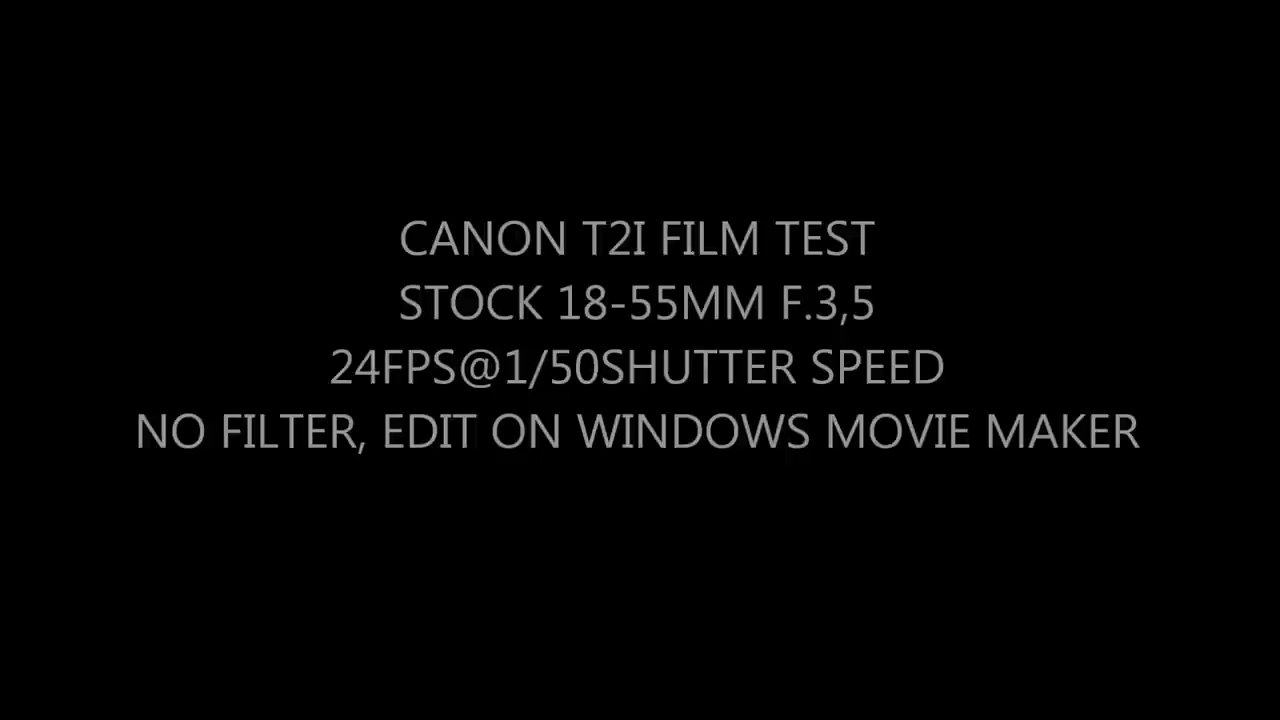 CANON T2I FILM TEST
STOCK 18-55MM F.3,5
24FPS@1/50SHUTTER SPEED
NO FILTER, EDIT ON WINDOWS MOVIE MAKER